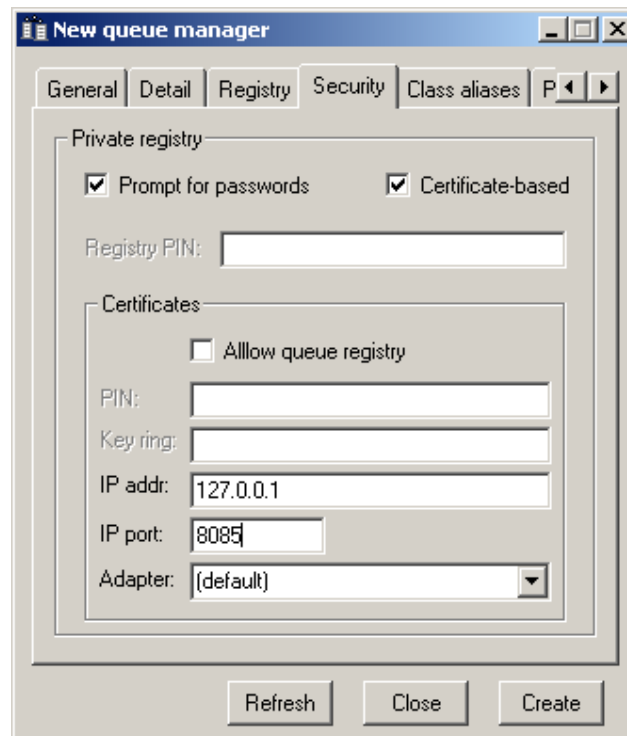 New queue manager
General Detail Registry Security Class aliases P
Private registry
Prompt for passwords Certificate-based
Registry PIN:
Certificates
Alllow queue registry
PIN:
Key ring:
IP addr: 127.0.0.1
IP port: 8085
Adapter: (default)
Refresh Close Create